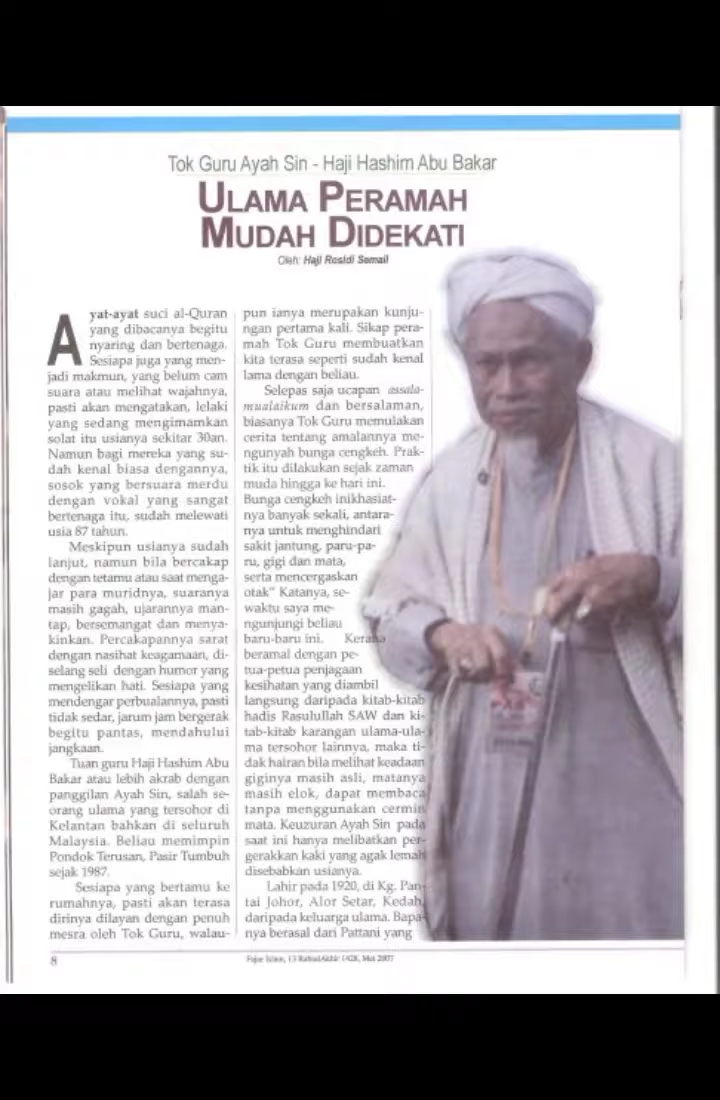 Tok Guru Ayah Sin - Haji Hashim Abu Bakar
ULAMA PERAMAH
MUDAH DIDEKATI
Oleh: Haji Rosidi Semail
Ayat-ayat suci al-Quran
yang dibacanya begitu
nyaring dan bertenaga.
Sesiapa juga yang men-
jadi makmun, yang belum cam
suara atau melihat wajahnya,
pasti akan mengatakan, lelaki
yang sedang mengimamkan
solat itu usianya sekitar 30an.
Namun bagi mereka yang su-
dah kenal biasa dengannya,
sosok yang bersuara merdu
dengan vokal yang sangat
bertenaga itu, sudah melewati
usia 87 tahun.
Meskipun usianya sudah
lanjut, namun bila bercakap
dengan tetamu atau saat menga-
jar para muridnya, suaranya
masih gagah, ujarannya man-
tap, bersemangat dan menya-
kinkan. Percakapannya sarat
dengan nasihat keagamaan, di-
selang seli dengan humor yang
mengelikan hati. Sesiapa yang
mendengar perbualannya, pasti
tidak sedar, jarum jam bergerak
begitu pantas, mendahului
jangkaan.
Tuan guru Haji Hashim Abu
Bakar atau lebih akrab dengan
panggilan Ayah Sin, salah se-
orang ulama yang tersohor di
Kelantan bahkan di seluruh
Malaysia. Beliau memimpin
Pondok Terusan, Pasir Tumbuh
sejak 1987.
Sesiapa yang bertamu ke
rumahnya, pasti akan terasa
dirinya dilayan dengan penuh
mesra oleh Tok Guru, walau-
pun ianya merupakan kunju-
ngan pertama kali. Sikap pera-
mah Tok Guru membuatkan
kita terasa seperti sudah kenal
lama dengan beliau.
Selepas saja ucapan assala-
mualaikum dan bersalaman,
biasanya Tok Guru memulakan
cerita tentang amalannya me-
ngunyah bunga cengkeh. Prak-
tik itu dilakukan sejak zaman
muda hingga ke hari ini.
Bunga cengkeh inikhasiat-
nya banyak sekali, antara-
nya untuk menghindari
sakit jantung, paru-pa-
ru, gigi dan mata,
serta mencergaskan
otak" Katanya, se-
waktu saya me-
ngunjungi beliau
baru-baru ini. Kerana
beramal dengan pe-
tua-petua penjagaan
kesihatan yang diambil
langsung daripada kitab-kitab
hadis Rasulullah SAW dan ki-
tab-kitab karangan ulama-ula-
ma tersohor lainnya, maka ti-
dak hairan bila melihat keadaan
giginya masih asli, matanya
masih elok, dapat membaca
tanpa menggunakan cermin
mata. Keuzuran Ayah Sin pada
saat ini hanya melibatkan per-
gerakkan kaki yang agak lemah
disebabkan usianya.
Lahir pada 1920, di Kg. Pan-
tai Johor, Alor Setar, Kedah,
daripada keluarga ulama. Bapa-
nya berasal dari Pattani yang
PAS
8
Fajar Islam, 13 RabiulAkhir 1428, Mei 2007